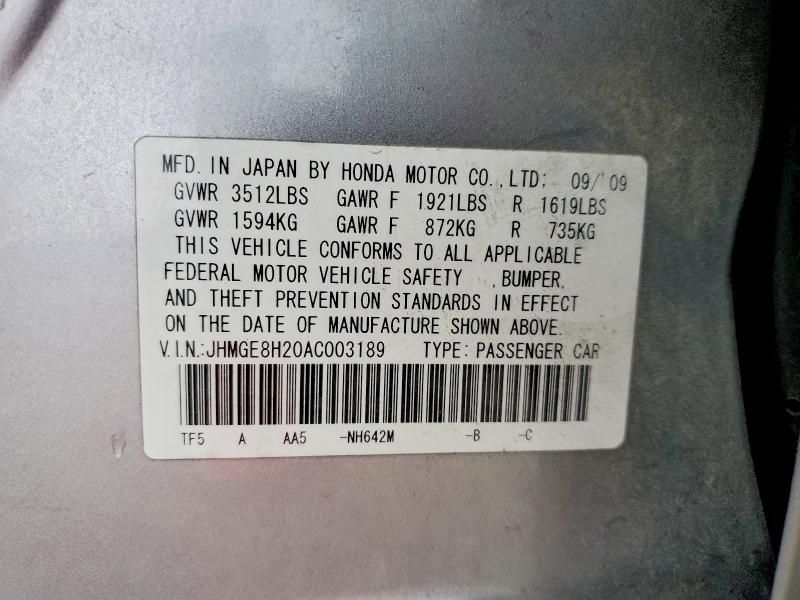 MFD. IN JAPAN BY HONDA MOTOR CO., LTD; 09/'09
GVWR 3512LBS GAWR F 1921LBS R 1619LBS
GVWR 1594KG GAWR F 872KG R 735KG
THIS VEHICLE CONFORMS TO ALL APPLICABLE
FEDERAL MOTOR VEHICLE SAFETY , BUMPER,
AND THEFT PREVENTION STANDARDS IN EFFECT
ON THE DATE OF MANUFACTURE SHOWN ABOVE.
V.I.N.:JHMGE8H20AC003189 TYPE: PASSENGER CAR
TF5 A AA5 -NH642M -B -C